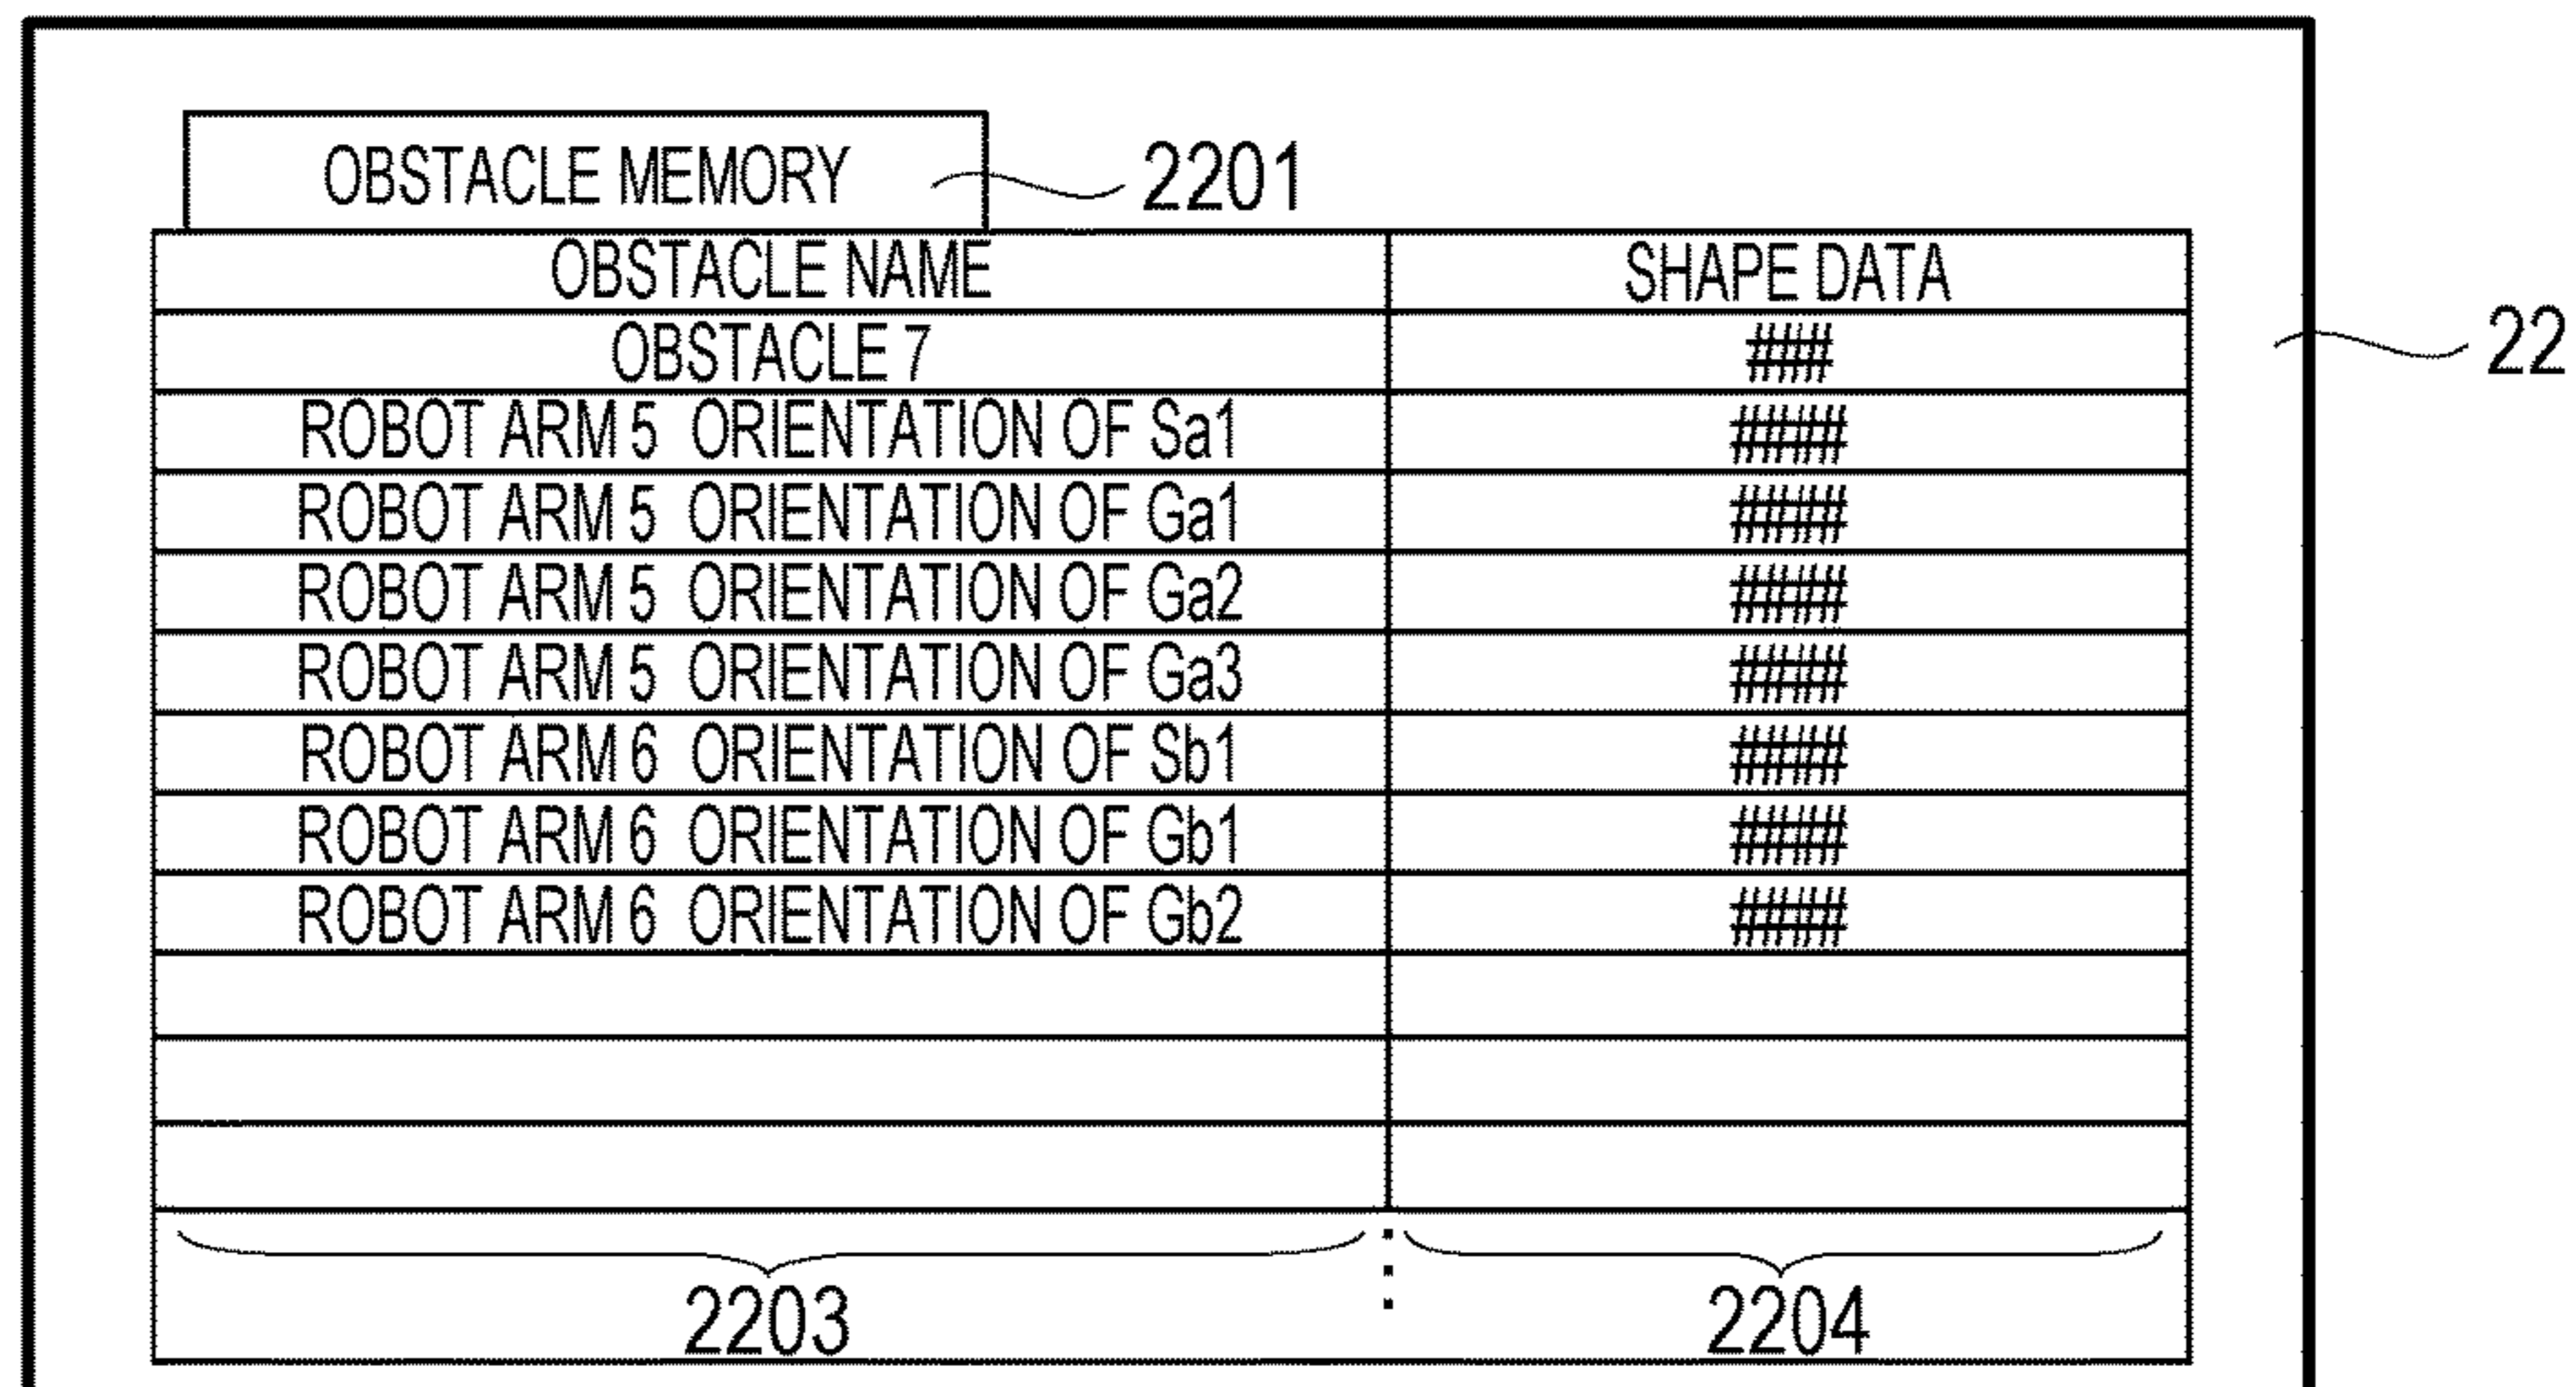 OBSTACLE MEMORY 2201
OBSTACLE NAME SHAPE DATA
OBSTACLE 7 ##### 22
ROBOT ARM 5 ORIENTATION OF Sa1 #######
ROBOT ARM 5 ORIENTATION OF Ga1 #######
ROBOT ARM 5 ORIENTATION OF Ga2 #######
ROBOT ARM 5 ORIENTATION OF Ga3 #######
ROBOT ARM 6 ORIENTATION OF Sb1 #######
ROBOT ARM 6 ORIENTATION OF Gb1 #######
ROBOT ARM 6 ORIENTATION OF Gb2 #######
2203 2204